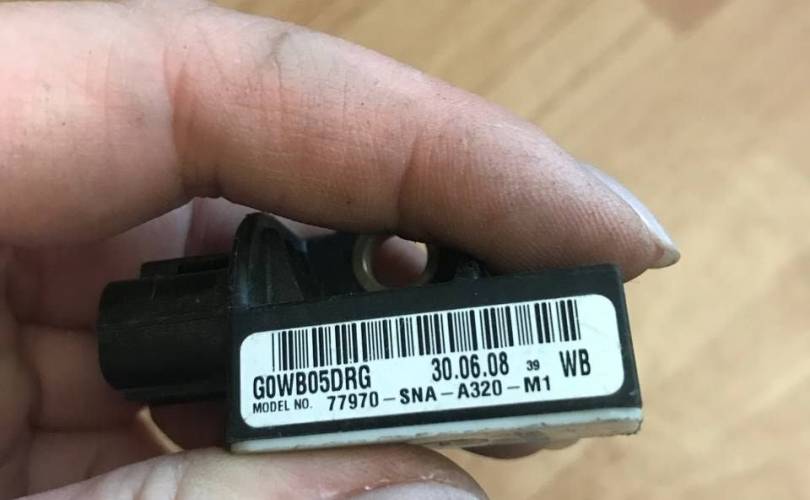 G0WB05DRG 30.06.08 39 WB
MODEL NO. 77970-SNA-A320-M1